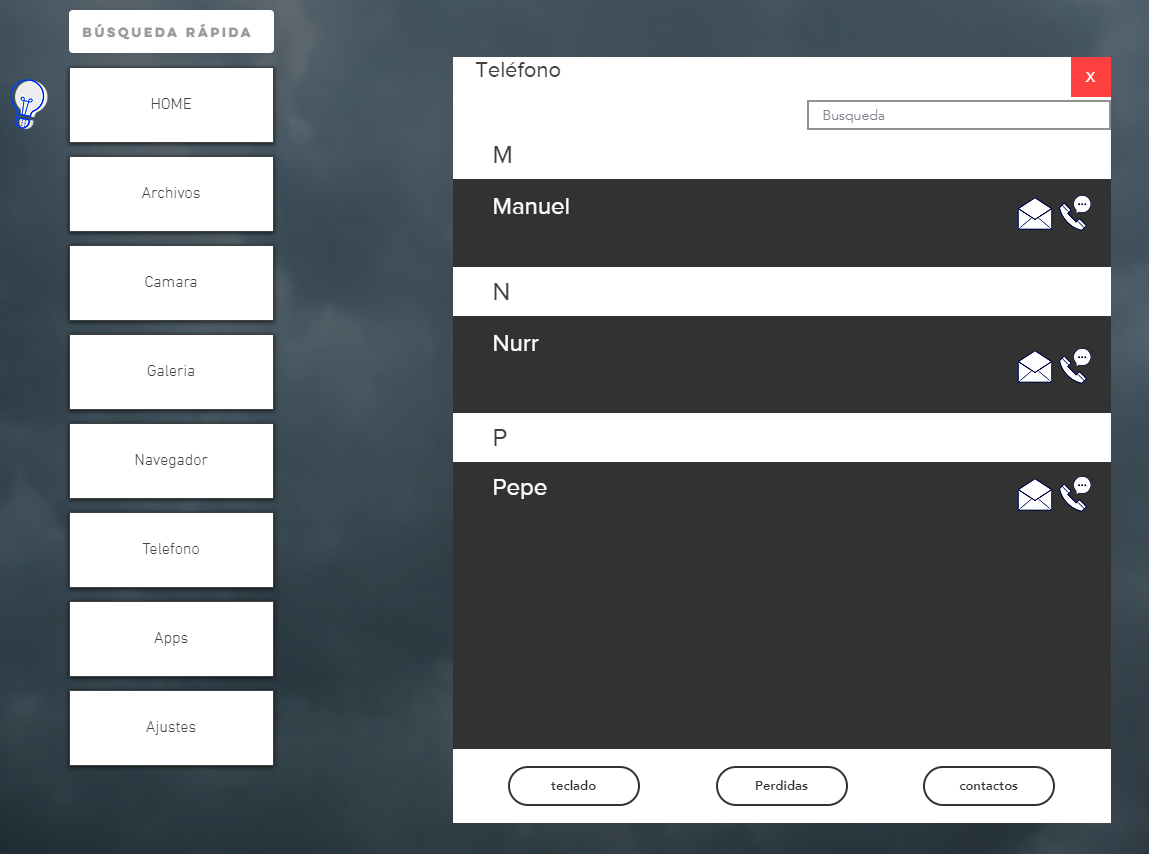 BÚSQUEDA RÁPIDA
HOME
Archivos
Camara
Galeria
Navegador
Telefono
Apps
Ajustes
Teléfono
X
Busqueda
M
Manuel
N
Nurr
P
Pepe
teclado
Perdidas
contactos